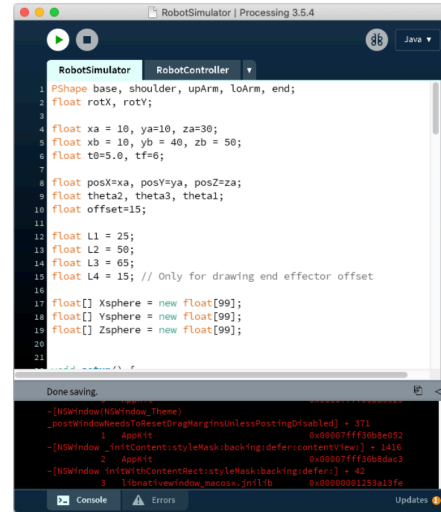 RobotSimulator | Processing 3.5.4
Java ▼
RobotSimulator RobotController ▼
1 PShape base, shoulder, upArm, loArm, end;
2 float rotX, rotY;
3
4 float xa = 10, ya=10, za=30;
5 float xb = 10, yb = 40, zb = 50;
6 float t0=5.0, tf=6;
7
8 float posX=xa, posY=ya, posZ=za;
9 float theta2, theta3, theta1;
10 float offset=15;
11
12 float L1 = 25;
13 float L2 = 50;
14 float L3 = 65;
15 float L4 = 15; // Only for drawing end effector offset
16
17 float[] Xsphere = new float[99];
18 float[] Ysphere = new float[99];
19 float[] Zsphere = new float[99];
20
21
Done saving.
-[NSWindow(NSWindow_Theme)
_postWindowNeedsToResetDragMarginsUnlessPostingDisabled] + 371
1 AppKit 0x00007fff36b8e052
-[NSWindow _initContent:styleMask:backing:defer:contentView:] + 1416
2 AppKit 0x00007fff36b8dac3
-[NSWindow initWithContentRect:styleMask:backing:defer:] + 42
3 libnativewindow_macosx.jnilib 0x00000001253a13fe
Console Errors Updates